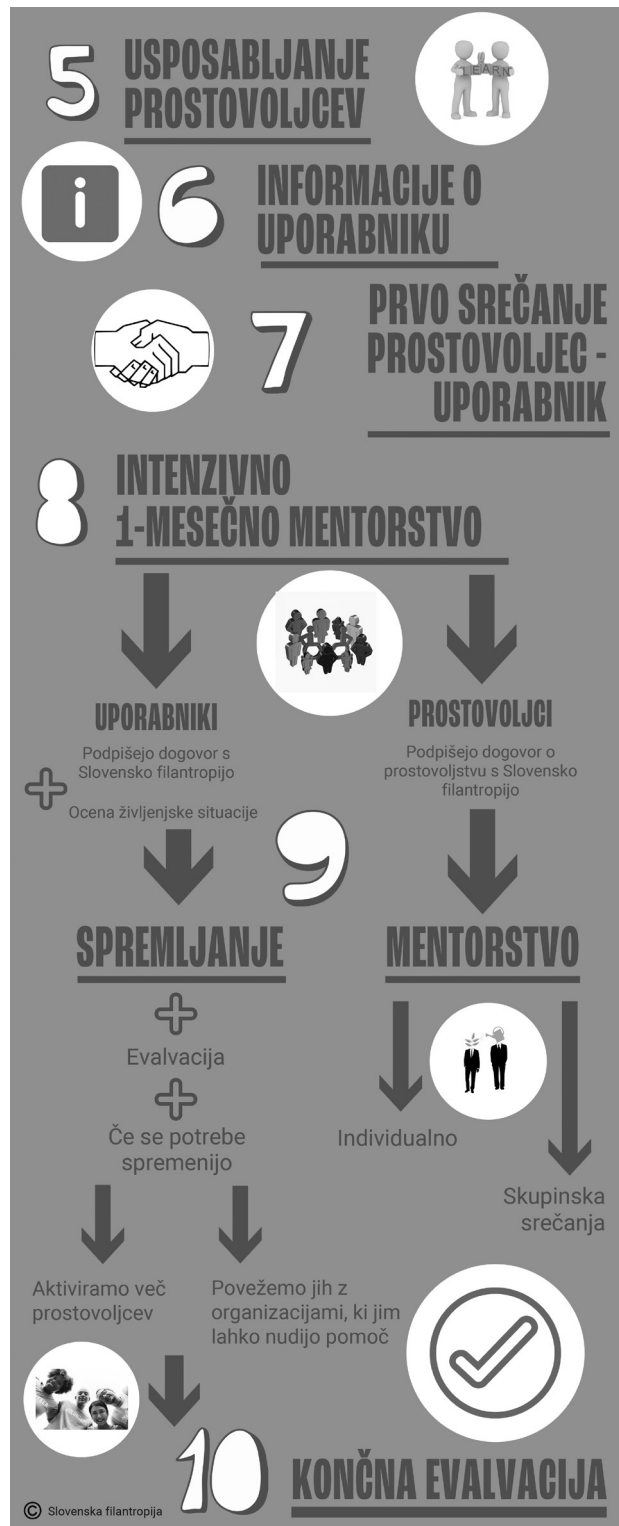 5
USPOSABLJANJE
PROSTOVOLJCEV
LEARN
i
6
INFORMACIJE O
UPORABNIKU
7
PRVO SREČANJE
PROSTOVOLJEC -
UPORABNIK
8
INTENZIVNO
1-MESEČNO MENTORSTVO
UPORABNIKI
Podpišejo dogovor s
Slovensko filantropijo
Ocena življenjske situacije
PROSTOVOLJCI
Podpišejo dogovor o
prostovoljstvu s Slovensko
filantropijo
9
SPREMLJANJE
Evalvacija
Če se potrebe
spremenijo
Aktiviramo več
prostovoljcev
Povežemo jih z
organizacijami, ki jim
lahko nudijo pomoč
MENTORSTVO
Individualno
Skupinska
srečanja
10
KONČNA EVALVACIJA
© Slovenska filantropija